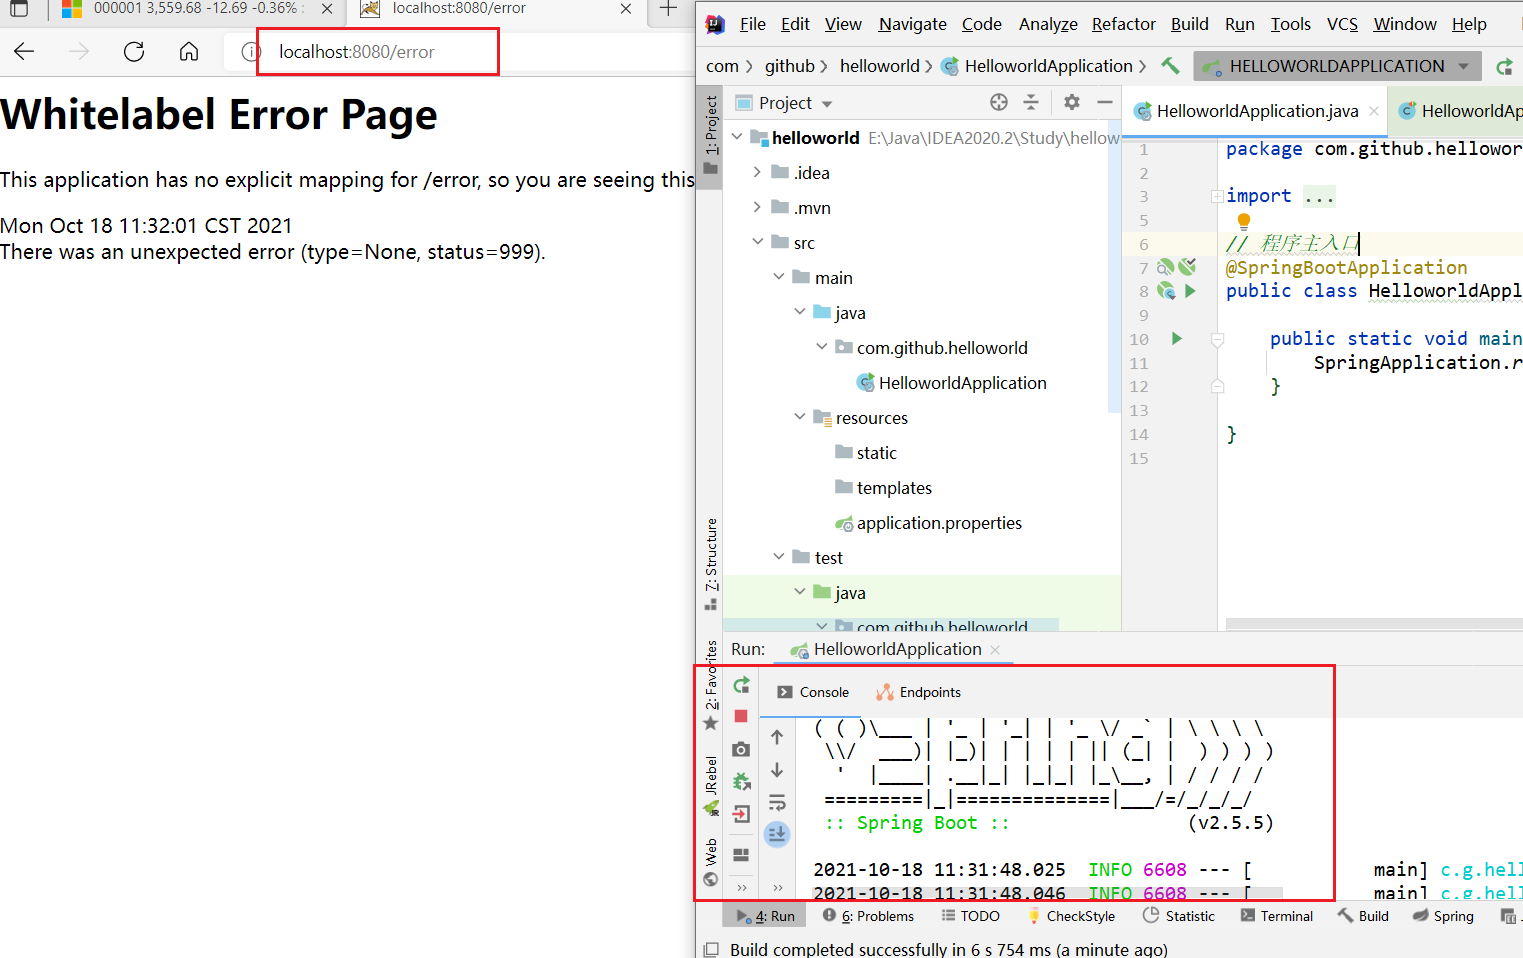 000001 3,559.68 -12.69 -0.36%
localhost:8080/error
localhost:8080/error
Whitelabel Error Page
This application has no explicit mapping for /error, so you are seeing this
Mon Oct 18 11:32:01 CST 2021
There was an unexpected error (type=None, status=999).
File Edit View Navigate Code Analyze Refactor Build Run Tools VCS Window Help
com github helloworld HelloworldApplication HELLOWORLDAPPLICATION
1: Project
Project
HelloworldApplication.java HelloworldAp
helloworld E:\Java\IDEA2020.2\Study\hellow
.idea
.mvn
src
main
java
com.github.helloworld
HelloworldApplication
resources
static
templates
application.properties
test
java
com.github.helloworld
1 package com.github.hellowor
2
3 import ...
5
6 // 程序主入口
7 @SpringBootApplication
8 public class HelloworldAppl
9
10 public static void main
11 SpringApplication.r
12 }
13
14 }
15
7: Structure
2: Favorites
JRebel
Web
Run: HelloworldApplication
Console Endpoints
( ( )\___ | '_ | '_| | '_ \/ _` | \ \ \ \
\\/  ___)| |_)| | | | | || (_| |  ) ) ) )
'  |____| .__|_| |_|_| |_\__, | / / / /
=========|_|==============|___/=/_/_/_/
:: Spring Boot :: (v2.5.5)
2021-10-18 11:31:48.025 INFO 6608 --- [ main] c.g.hell
2021-10-18 11:31:48.046 INFO 6608 --- [ main] c.g.hell
4: Run 6: Problems TODO CheckStyle Statistic Terminal Build Spring
Build completed successfully in 6 s 754 ms (a minute ago)